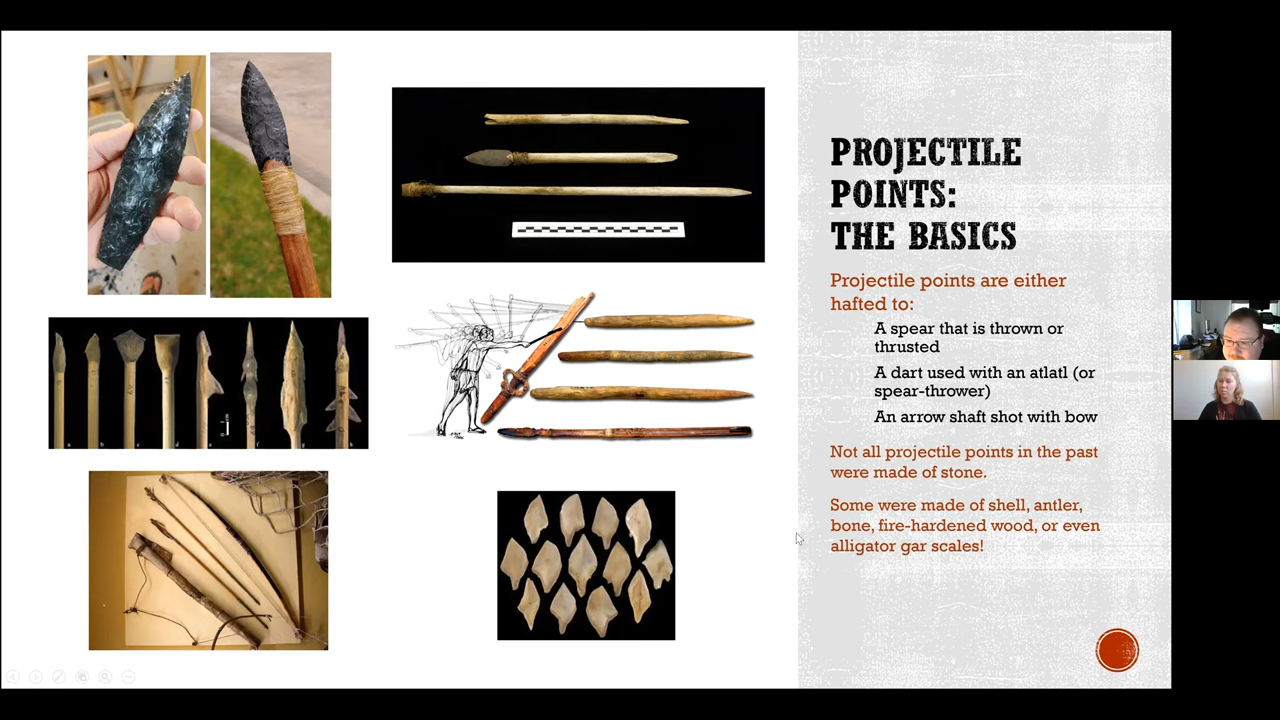 PROJECTILE
POINTS:
THE BASICS
Projectile points are either
hafted to:
A spear that is thrown or
thrusted
A dart used with an atlatl (or
spear-thrower)
An arrow shaft shot with bow
Not all projectile points in the past
were made of stone.
Some were made of shell, antler,
bone, fire-hardened wood, or even
alligator gar scales!